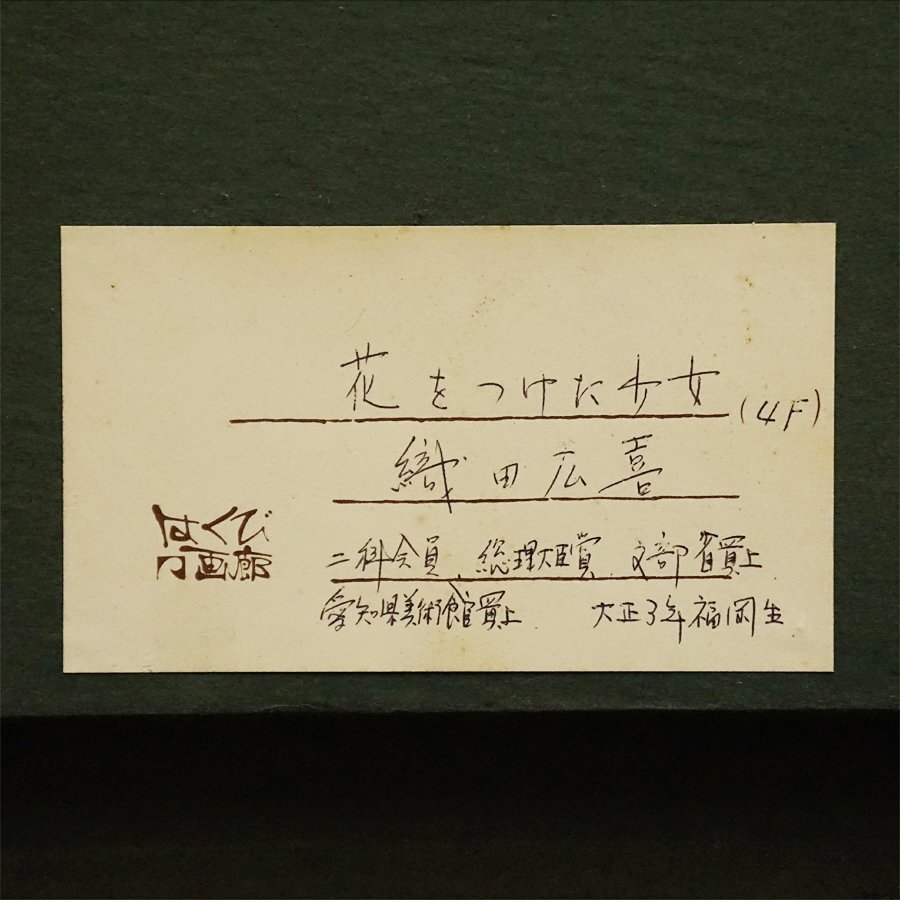 花をつけた少女 (4F)
織田広喜
はくび
画廊
二科会員、総理大臣賞、文部省買上
愛知県美術館買上 大正3年福岡生